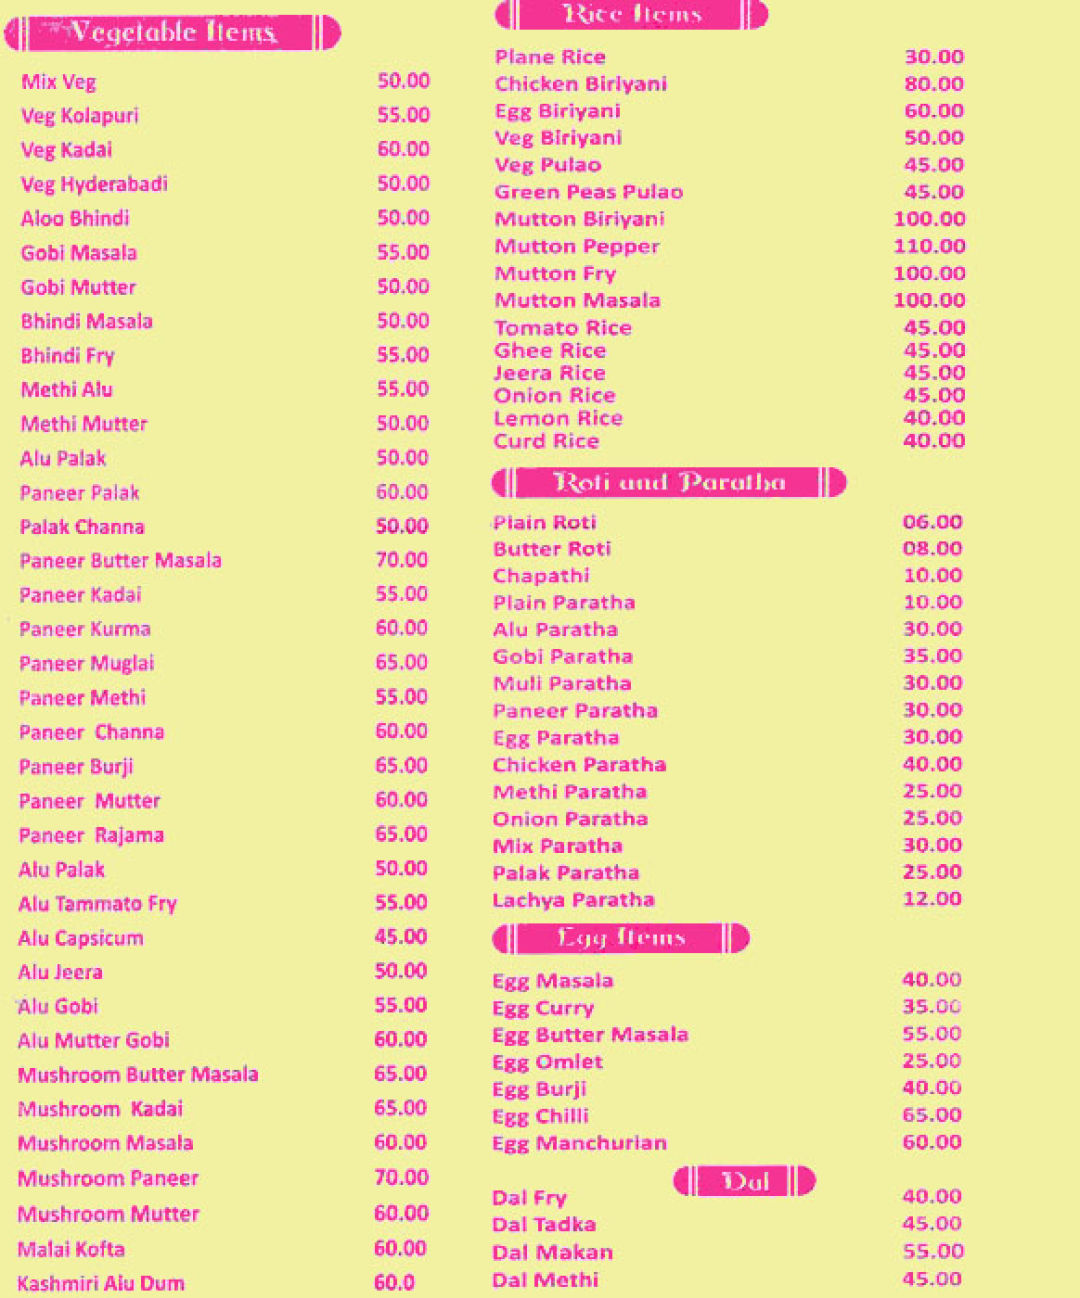 Vegetable Items
Mix Veg 50.00
Veg Kolapuri 55.00
Veg Kadai 60.00
Veg Hyderabadi 50.00
Aloo Bhindi 50.00
Gobi Masala 55.00
Gobi Mutter 50.00
Bhindi Masala 50.00
Bhindi Fry 55.00
Methi Alu 55.00
Methi Mutter 50.00
Alu Palak 50.00
Paneer Palak 60.00
Palak Channa 50.00
Paneer Butter Masala 70.00
Paneer Kadai 55.00
Paneer Kurma 60.00
Paneer Muglai 65.00
Paneer Methi 55.00
Paneer Channa 60.00
Paneer Burji 65.00
Paneer Mutter 60.00
Paneer Rajama 65.00
Alu Palak 50.00
Alu Tammato Fry 55.00
Alu Capsicum 45.00
Alu Jeera 50.00
Alu Gobi 55.00
Alu Mutter Gobi 60.00
Mushroom Butter Masala 65.00
Mushroom Kadai 65.00
Mushroom Masala 60.00
Mushroom Paneer 70.00
Mushroom Mutter 60.00
Malai Kofta 60.00
Kashmiri Alu Dum 60.0
Rice Items
Plane Rice 30.00
Chicken Biriyani 80.00
Egg Biriyani 60.00
Veg Biriyani 50.00
Veg Pulao 45.00
Green Peas Pulao 45.00
Mutton Biriyani 100.00
Mutton Pepper 110.00
Mutton Fry 100.00
Mutton Masala 100.00
Tomato Rice 45.00
Ghee Rice 45.00
Jeera Rice 45.00
Onion Rice 45.00
Lemon Rice 40.00
Curd Rice 40.00
Roti and Paratha
Plain Roti 06.00
Butter Roti 08.00
Chapathi 10.00
Plain Paratha 10.00
Alu Paratha 30.00
Gobi Paratha 35.00
Muli Paratha 30.00
Paneer Paratha 30.00
Egg Paratha 30.00
Chicken Paratha 40.00
Methi Paratha 25.00
Onion Paratha 25.00
Mix Paratha 30.00
Palak Paratha 25.00
Lachya Paratha 12.00
Egg Items
Egg Masala 40.00
Egg Curry 35.00
Egg Butter Masala 55.00
Egg Omlet 25.00
Egg Burji 40.00
Egg Chilli 65.00
Egg Manchurian 60.00
Dal
Dal Fry 40.00
Dal Tadka 45.00
Dal Makan 55.00
Dal Methi 45.00